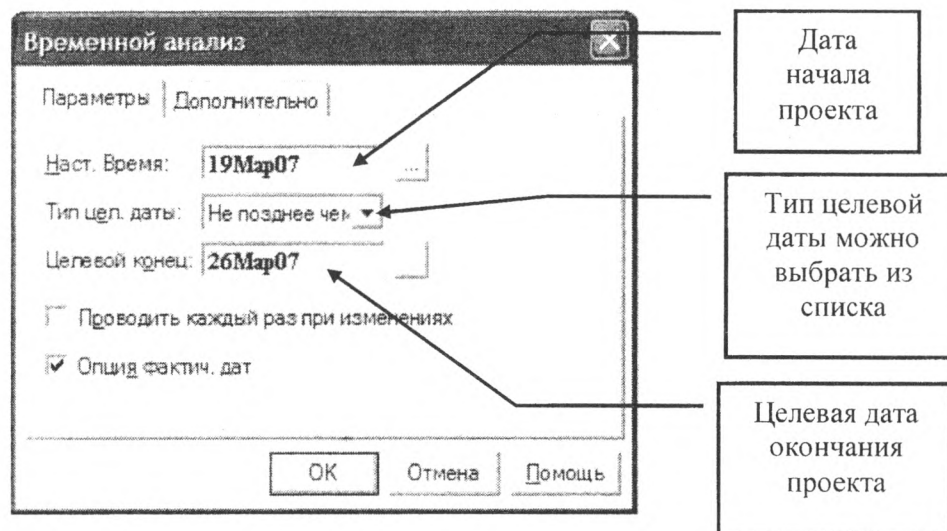 Временной анализ
Параметры
Дополнительно
Наст. Время:
19Мар07
...
Тип цел. даты:
Не позднее чем
Целевой конец:
26Мар07
Проводить каждый раз при изменениях
Опция фактич. дат
ОК
Отмена
Помощь
Дата
начала
проекта
Тип целевой
даты можно
выбрать из
списка
Целевая дата
окончания
проекта